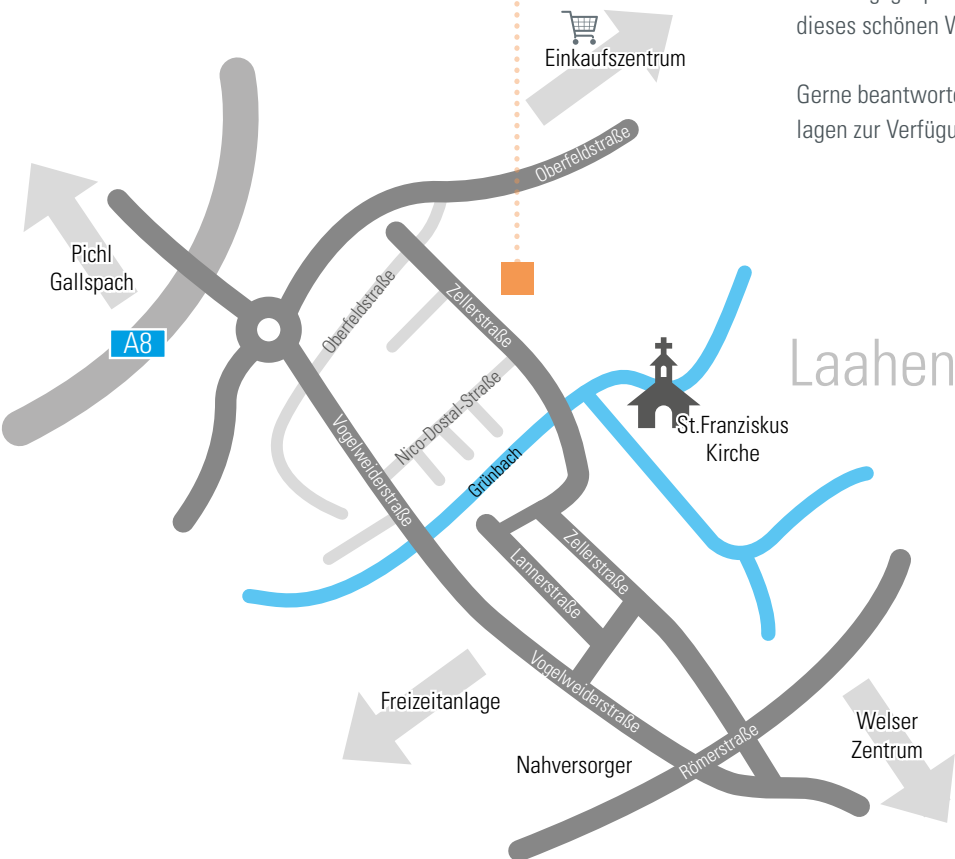 dieses schönen V
Gerne beantworte
lagen zur Verfügu
Einkaufszentrum
Oberfeldstraße
Pichl
Gallspach
A8
Oberfeldstraße
Zellerstraße
Laahen
Nico-Dostal-Straße
Vogelweiderstraße
St.Franziskus
Kirche
Grünbach
Zellerstraße
Lannerstraße
Vogelweiderstraße
Freizeitanlage
Welser
Zentrum
Römerstraße
Nahversorger